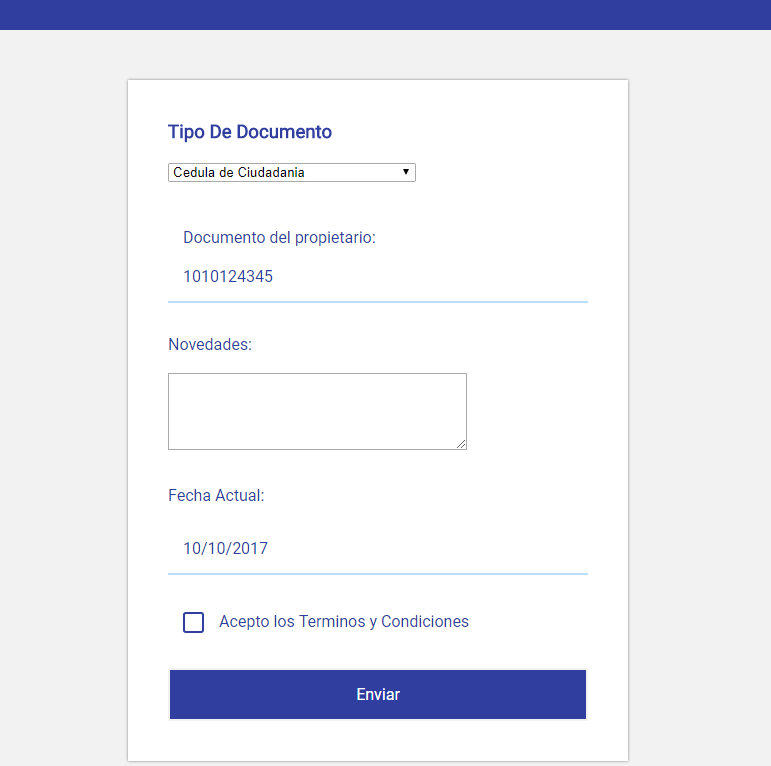 Tipo De Documento
Cedula de Ciudadania
Documento del propietario:
1010124345
Novedades:
Fecha Actual:
10/10/2017
Acepto los Terminos y Condiciones
Enviar